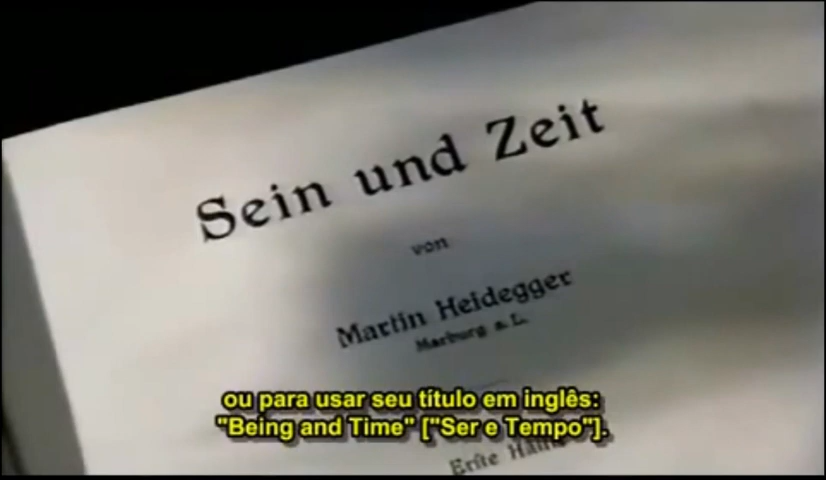 Sein und Zeit
von
Martin Heidegger
Marburg a. L.
ou para usar seu título em inglês:
"Being and Time" ["Ser e Tempo"].
Erste